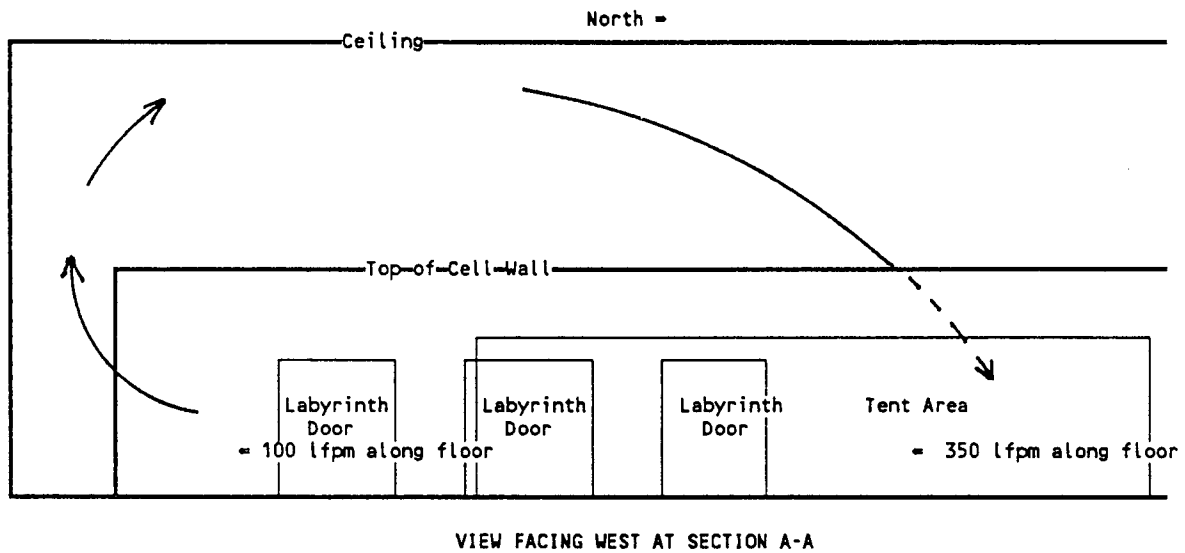 North ➡
Ceiling
Top of Cell Wall
Labyrinth Door
Labyrinth Door
Labyrinth Door
Tent Area
⬅ 100 lfpm along floor
⬅ 350 lfpm along floor
VIEW FACING WEST AT SECTION A-A